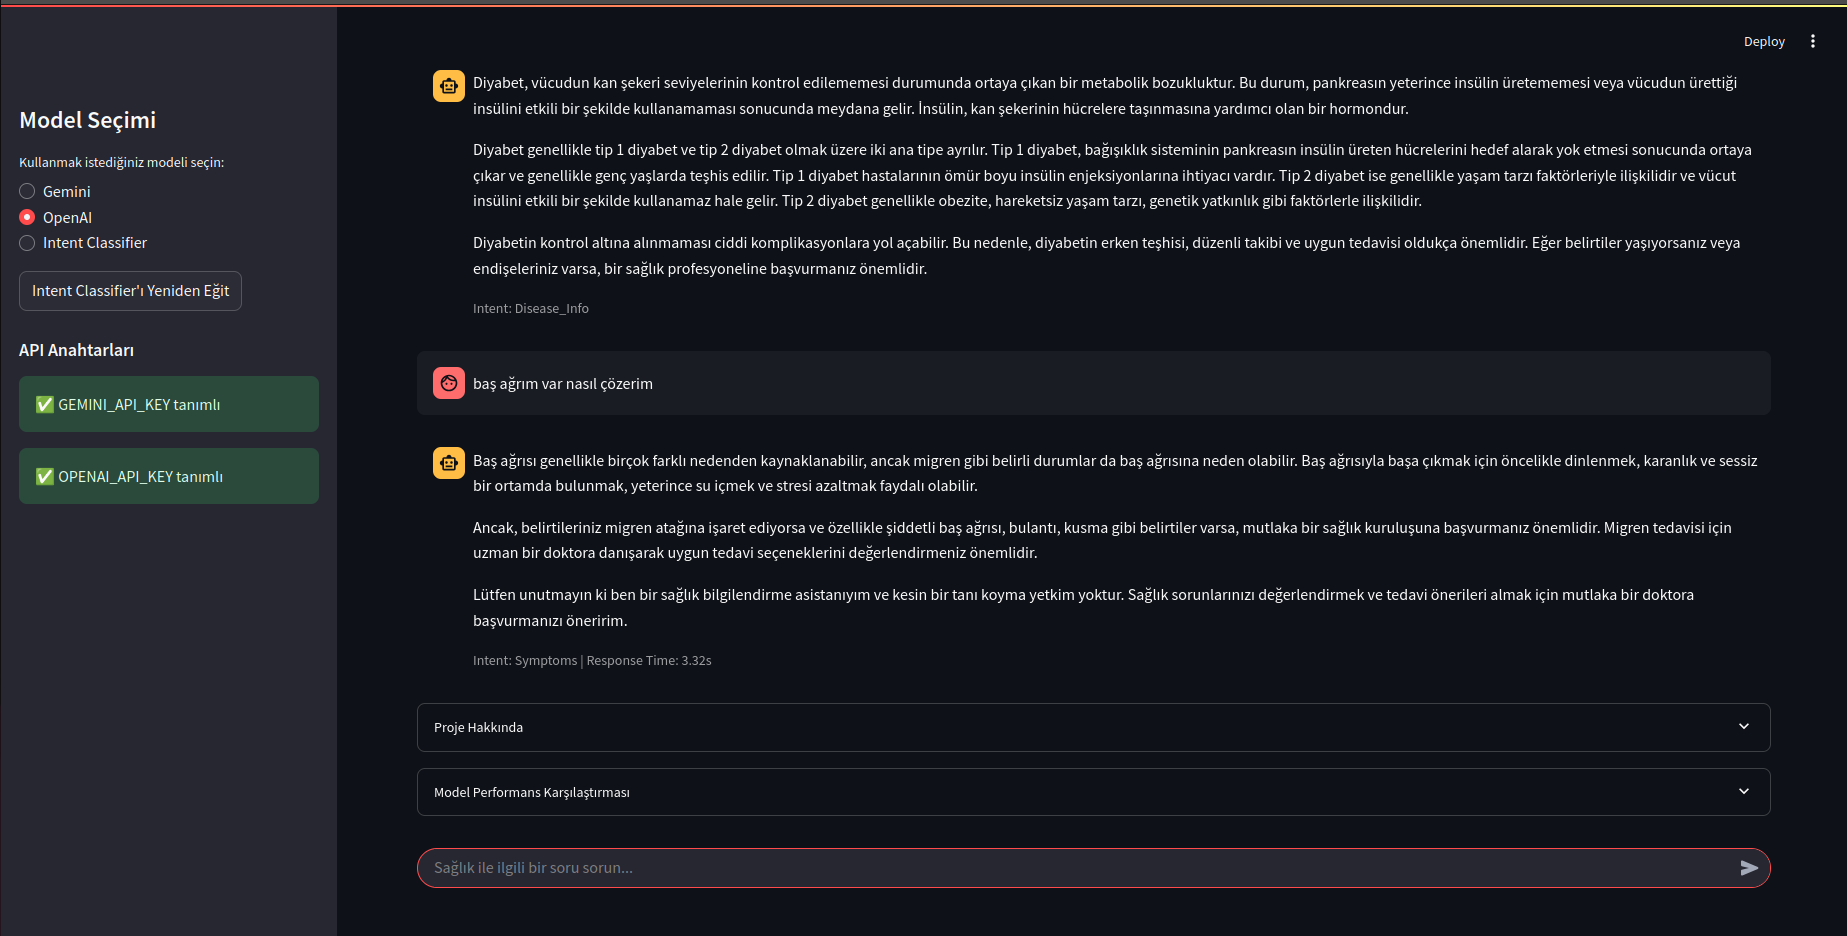 Deploy
Model Seçimi
Kullanmak istediğiniz modeli seçin:
Gemini
OpenAI
Intent Classifier
Intent Classifier'ı Yeniden Eğit
API Anahtarları
✅ GEMINI_API_KEY tanımlı
✅ OPENAI_API_KEY tanımlı
Diyabet, vücudun kan şekeri seviyelerinin kontrol edilememesi durumunda ortaya çıkan bir metabolik bozukluktur. Bu durum, pankreasın yeterince insülin üretememesi veya vücudun ürettiği
insülini etkili bir şekilde kullanamaması sonucunda meydana gelir. İnsülin, kan şekerinin hücrelere taşınmasına yardımcı olan bir hormondur.
Diyabet genellikle tip 1 diyabet ve tip 2 diyabet olmak üzere iki ana tipe ayrılır. Tip 1 diyabet, bağışıklık sisteminin pankreasın insülin üreten hücrelerini hedef alarak yok etmesi sonucunda ortaya
çıkar ve genellikle genç yaşlarda teşhis edilir. Tip 1 diyabet hastalarının ömür boyu insülin enjeksiyonlarına ihtiyacı vardır. Tip 2 diyabet ise genellikle yaşam tarzı faktörleriyle ilişkilidir ve vücut
insülini etkili bir şekilde kullanamaz hale gelir. Tip 2 diyabet genellikle obezite, hareketsiz yaşam tarzı, genetik yatkınlık gibi faktörlerle ilişkilidir.
Diyabetin kontrol altına alınmaması ciddi komplikasyonlara yol açabilir. Bu nedenle, diyabetin erken teşhisi, düzenli takibi ve uygun tedavisi oldukça önemlidir. Eğer belirtiler yaşıyorsanız veya
endişeleriniz varsa, bir sağlık profesyoneline başvurmanız önemlidir.
Intent: Disease_Info
baş ağrım var nasıl çözerim
Baş ağrısı genellikle birçok farklı nedenden kaynaklanabilir, ancak migren gibi belirli durumlar da baş ağrısına neden olabilir. Baş ağrısıyla başa çıkmak için öncelikle dinlenmek, karanlık ve sessiz
bir ortamda bulunmak, yeterince su içmek ve stresi azaltmak faydalı olabilir.
Ancak, belirtileriniz migren atağına işaret ediyorsa ve özellikle şiddetli baş ağrısı, bulantı, kusma gibi belirtiler varsa, mutlaka bir sağlık kuruluşuna başvurmanız önemlidir. Migren tedavisi için
uzman bir doktora danışarak uygun tedavi seçeneklerini değerlendirmeniz önemlidir.
Lütfen unutmayın ki ben bir sağlık bilgilendirme asistanıyım ve kesin bir tanı koyma yetkim yoktur. Sağlık sorunlarınızı değerlendirmek ve tedavi önerileri almak için mutlaka bir doktora
başvurmanızı öneririm.
Intent: Symptoms | Response Time: 3.32s
Proje Hakkında
Model Performans Karşılaştırması
Sağlık ile ilgili bir soru sorun...